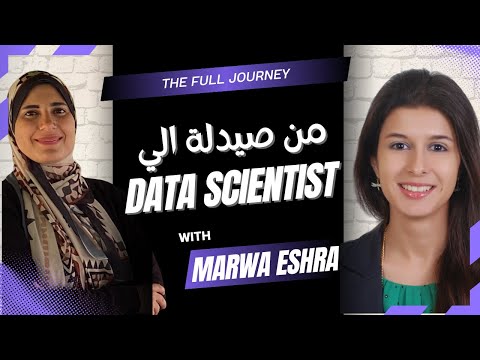 THE FULL JOURNEY
من صيدلة الي
DATA SCIENTIST
WITH
MARWA ESHRA